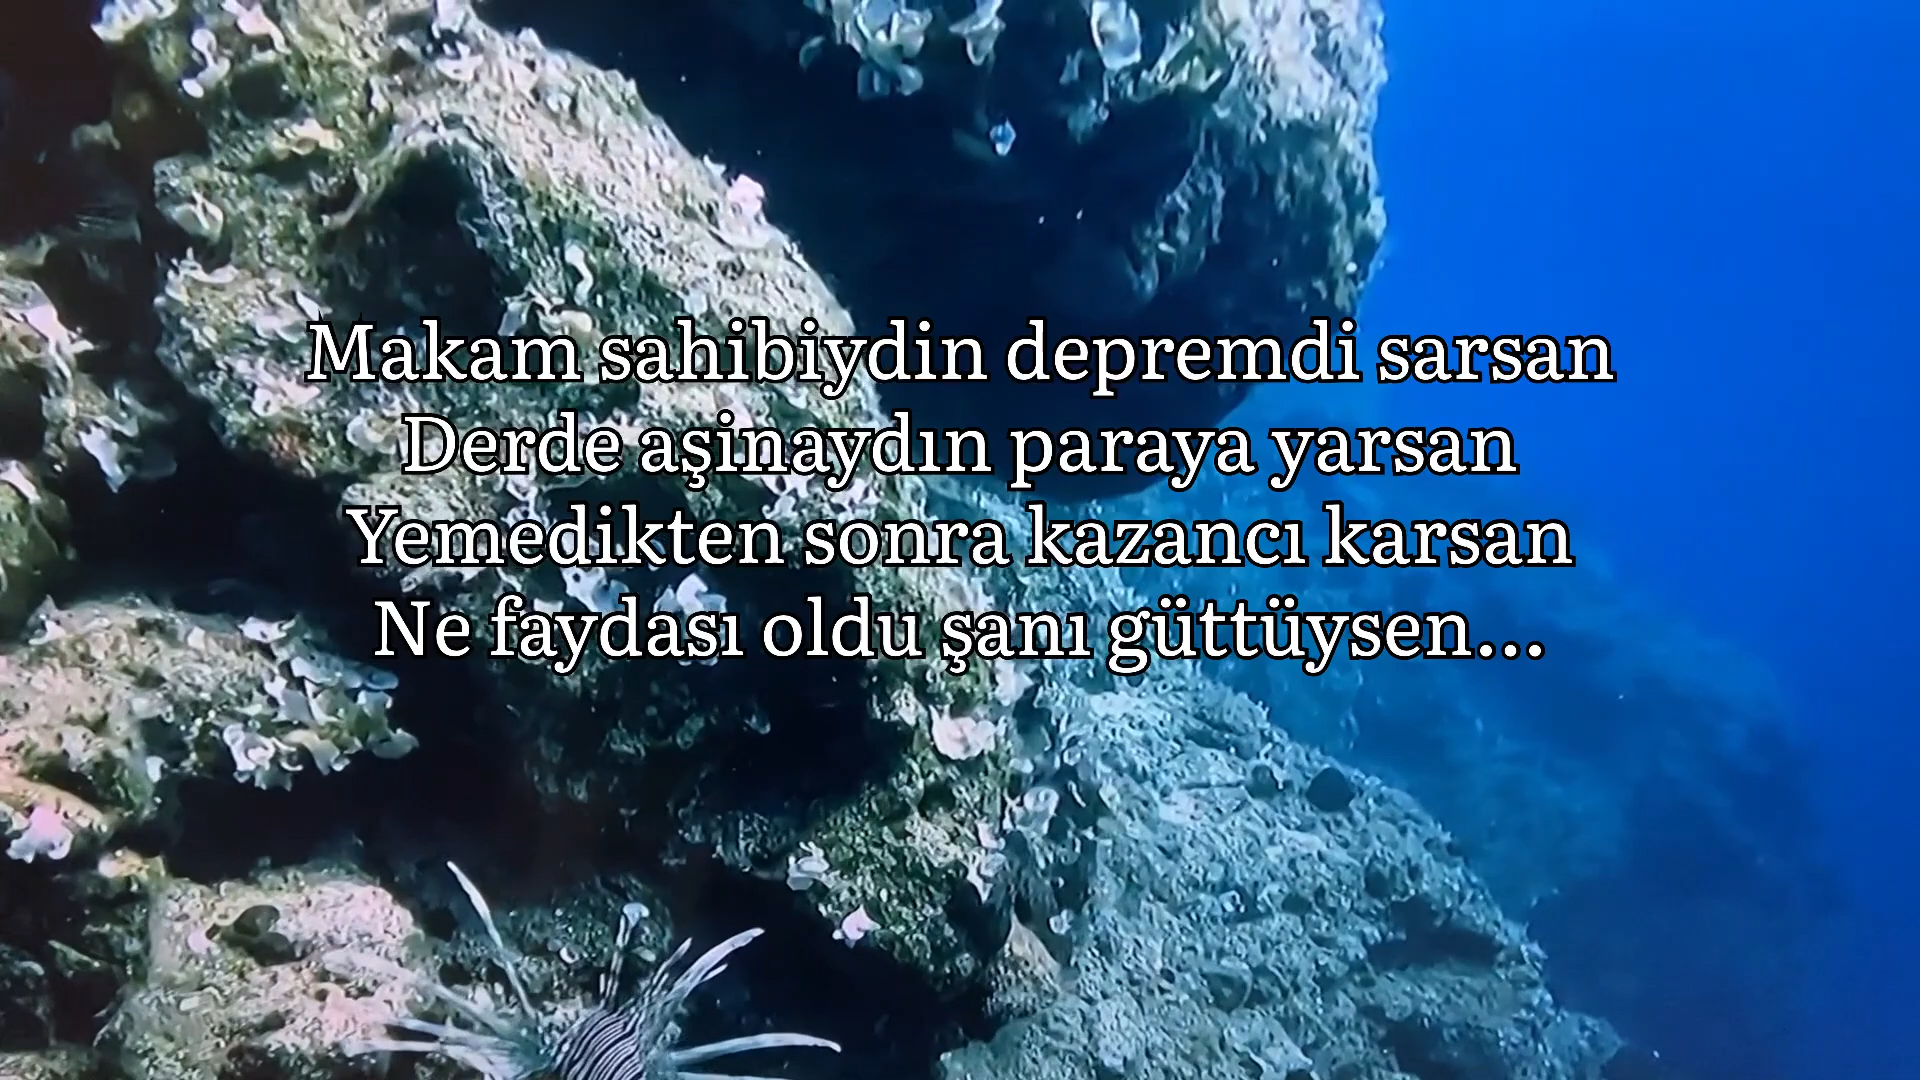 Makam sahibiydin depremdi sarsan
Derde aşinaydın paraya yarsan
Yemedikten sonra kazancı karsan
Ne faydası oldu şanı güttüysen...